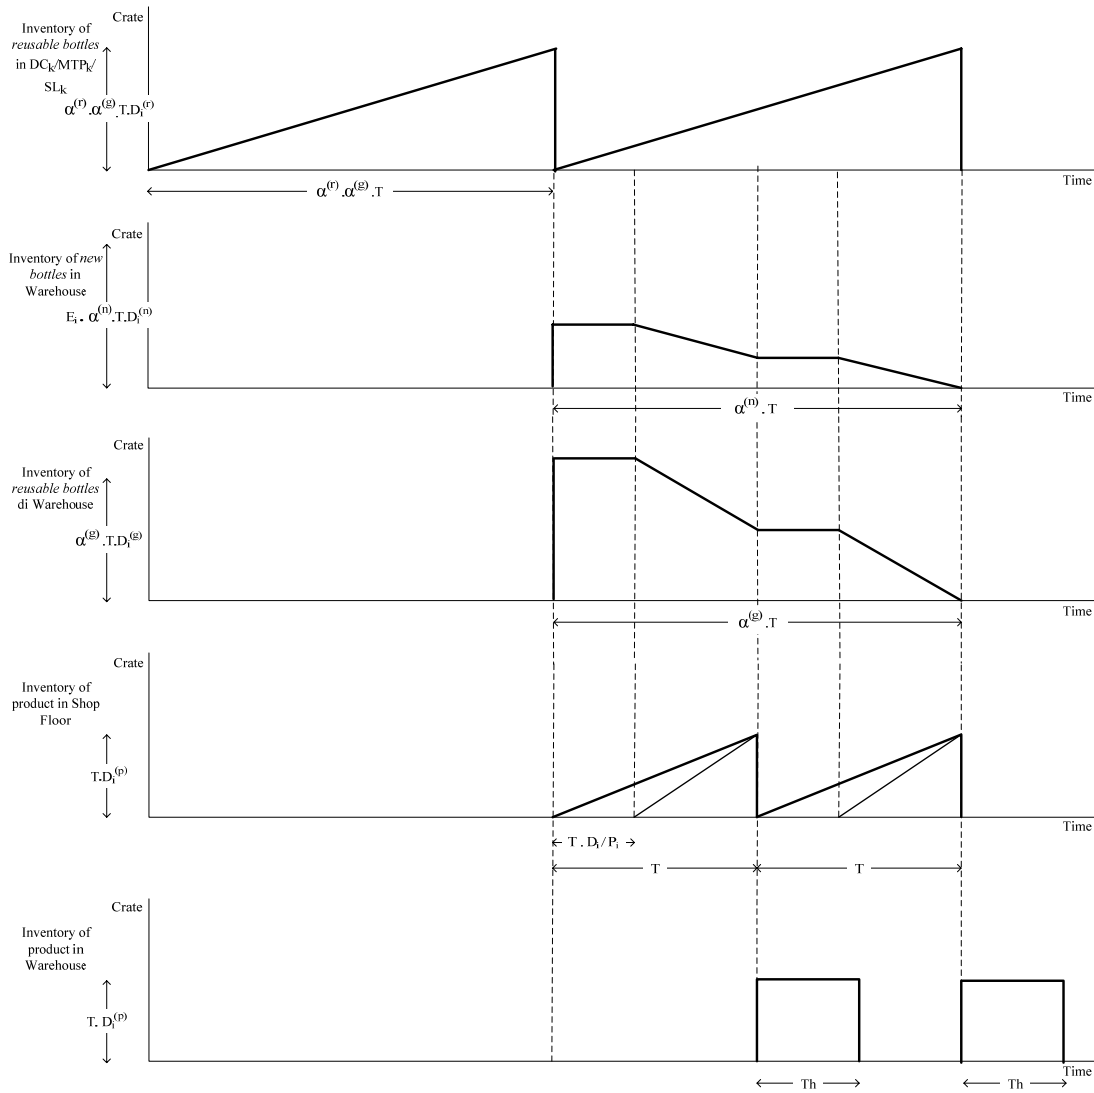 Crate
Inventory of
reusable bottles
in DCk/MTPk/
SLk
α(r).α(g).T.Di(r)
Time
α(r).α(g).T
Crate
Inventory of new
bottles in
Warehouse
Ei. α(n).T.Di(n)
Time
α(n).T
Crate
Inventory of
reusable bottles
di Warehouse
α(g).T.Di(g)
Time
α(g).T
Crate
Inventory of
product in Shop
Floor
T.Di(p)
Time
T . Di / Pi
T T
Crate
Inventory of
product in
Warehouse
T. Di(p)
Time
Th Th